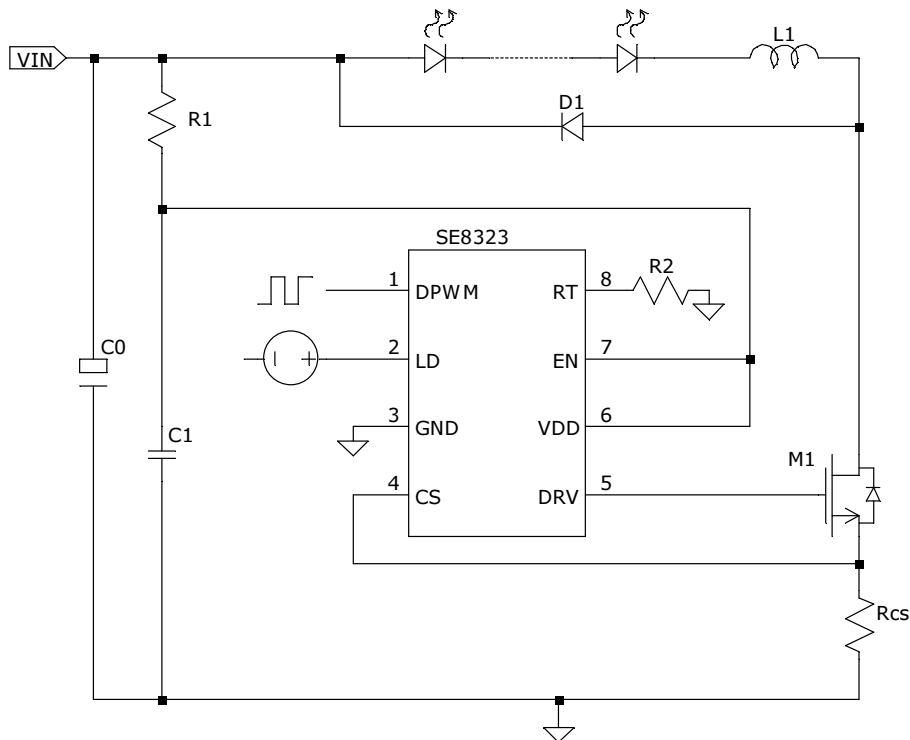 L1
VIN
D1
R1
SE8323
R2
1 DPWM RT 8
C0
2 LD EN 7
3 GND VDD 6
C1
M1
4 CS DRV 5
Rcs